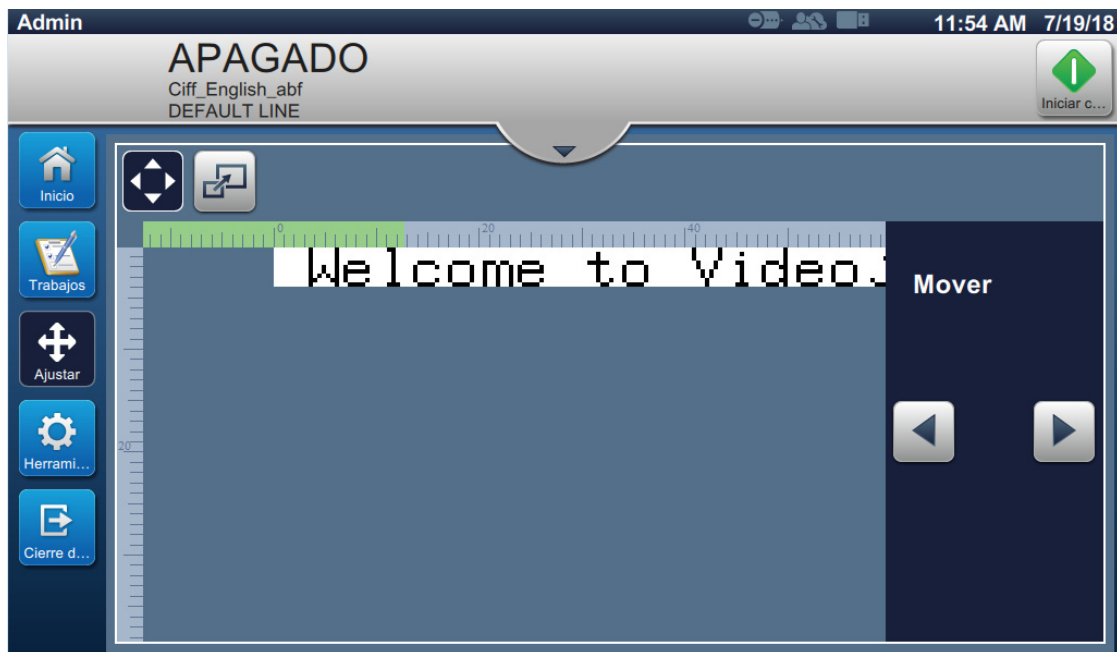 Admin
11:54 AM 7/19/18
APAGADO
Ciff_English_abf
DEFAULT LINE
Iniciar c...
Inicio
Trabajos
Ajustar
Herrami...
Cierre d...
0 20 40
Welcome to Video
Mover
20